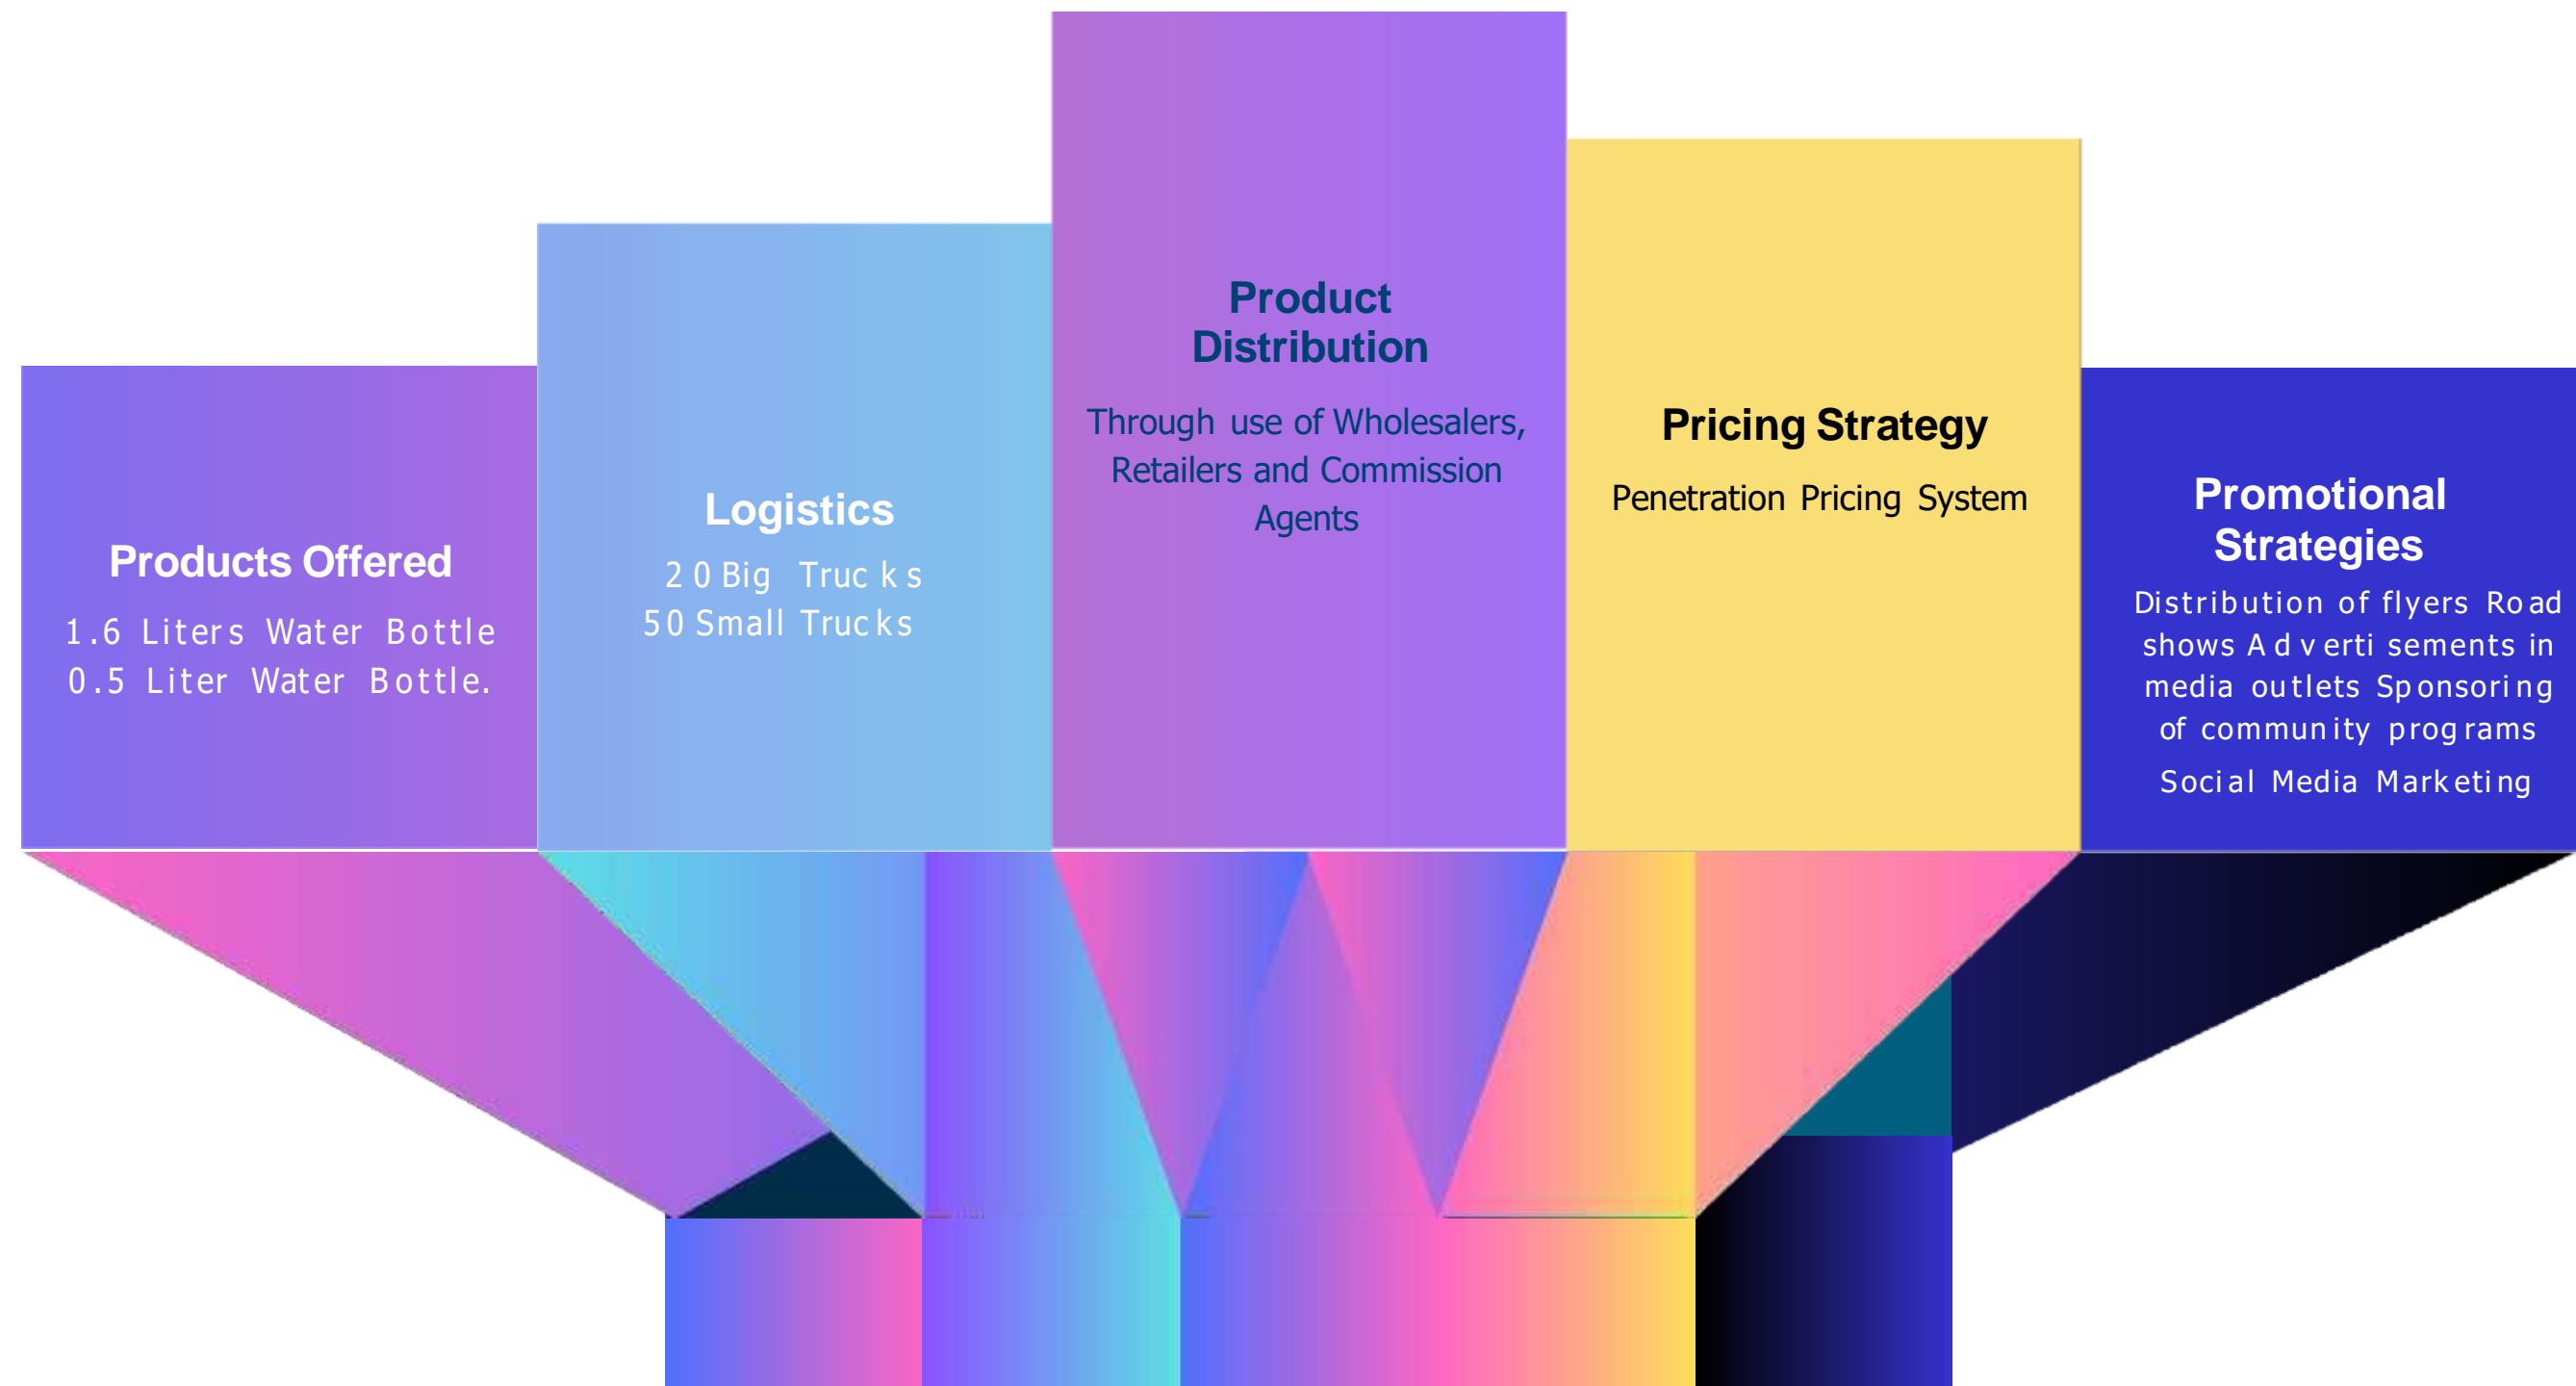 Products Offered
1.6 Liters Water Bottle
0.5 Liter Water Bottle.
Logistics
20 Big Trucks
50 Small Trucks
Product
Distribution
Through use of Wholesalers,
Retailers and Commission
Agents
Pricing Strategy
Penetration Pricing System
Promotional
Strategies
Distribution of flyers Road
shows Advertisements in
media outlets Sponsoring
of community programs
Social Media Marketing